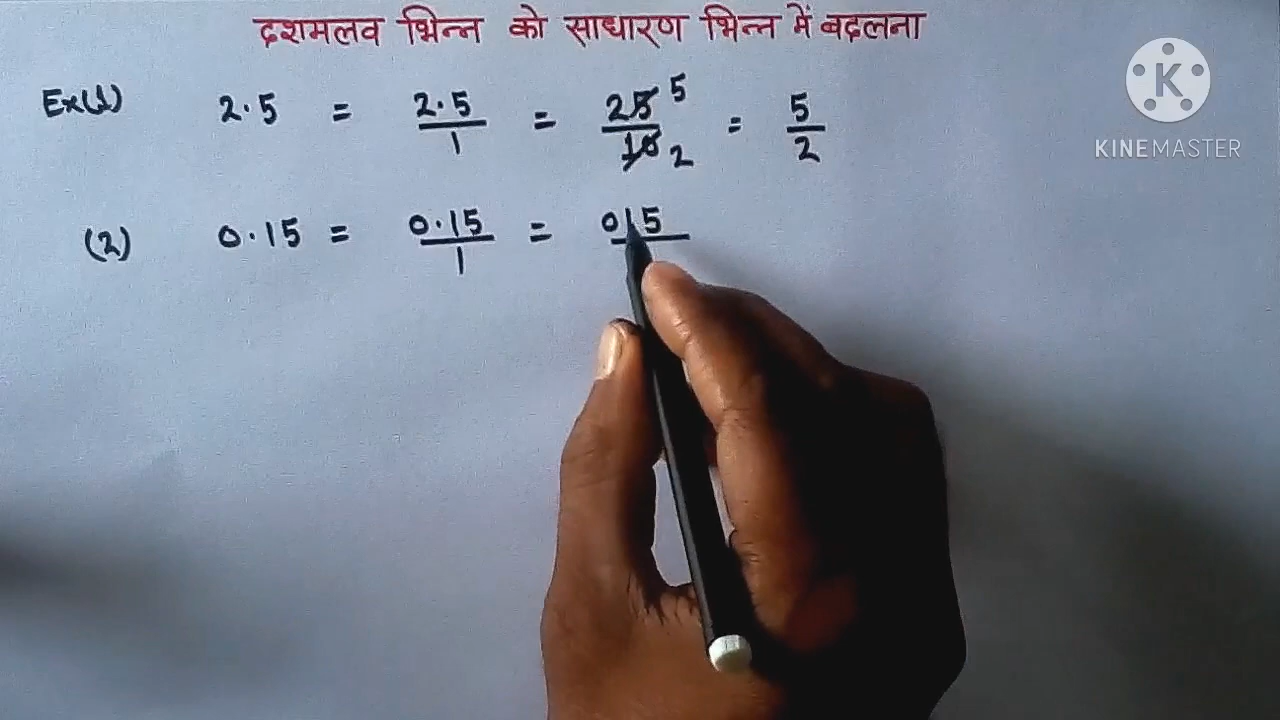 दशमलव भिन्न को साधारण भिन्न में बदलना
K
KINEMASTER
Ex(1) 2.5 = 2.5/1 = 25/10 5 2 = 5/2
(2) 0.15 = 0.15/1 = 015